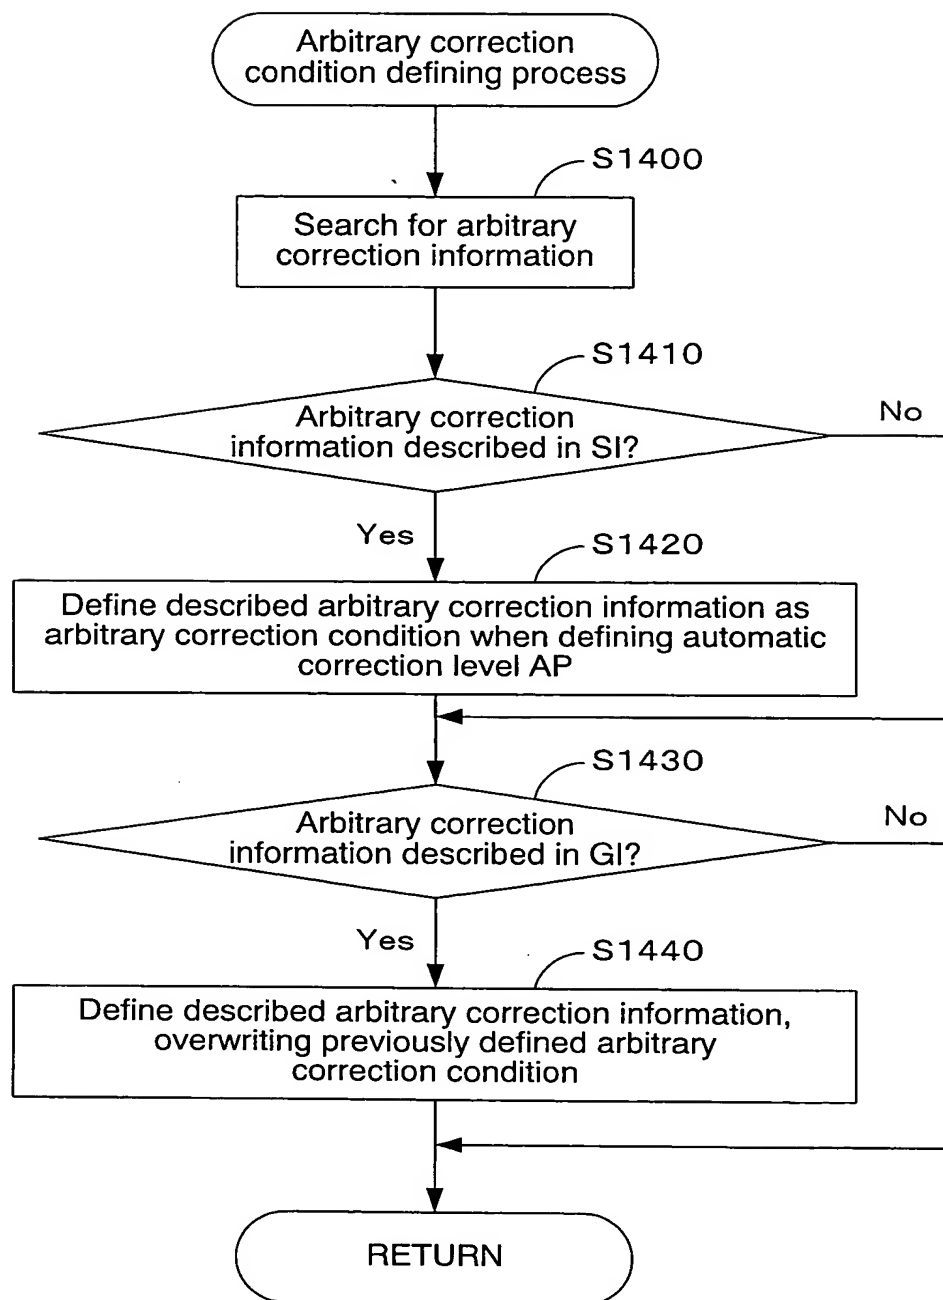 Arbitrary correction
condition defining process
S1400
Search for arbitrary
correction information
S1410
Arbitrary correction
information described in SI?
No
Yes
S1420
Define described arbitrary correction information as
arbitrary correction condition when defining automatic
correction level AP
S1430
Arbitrary correction
information described in GI?
No
Yes
S1440
Define described arbitrary correction information,
overwriting previously defined arbitrary
correction condition
RETURN